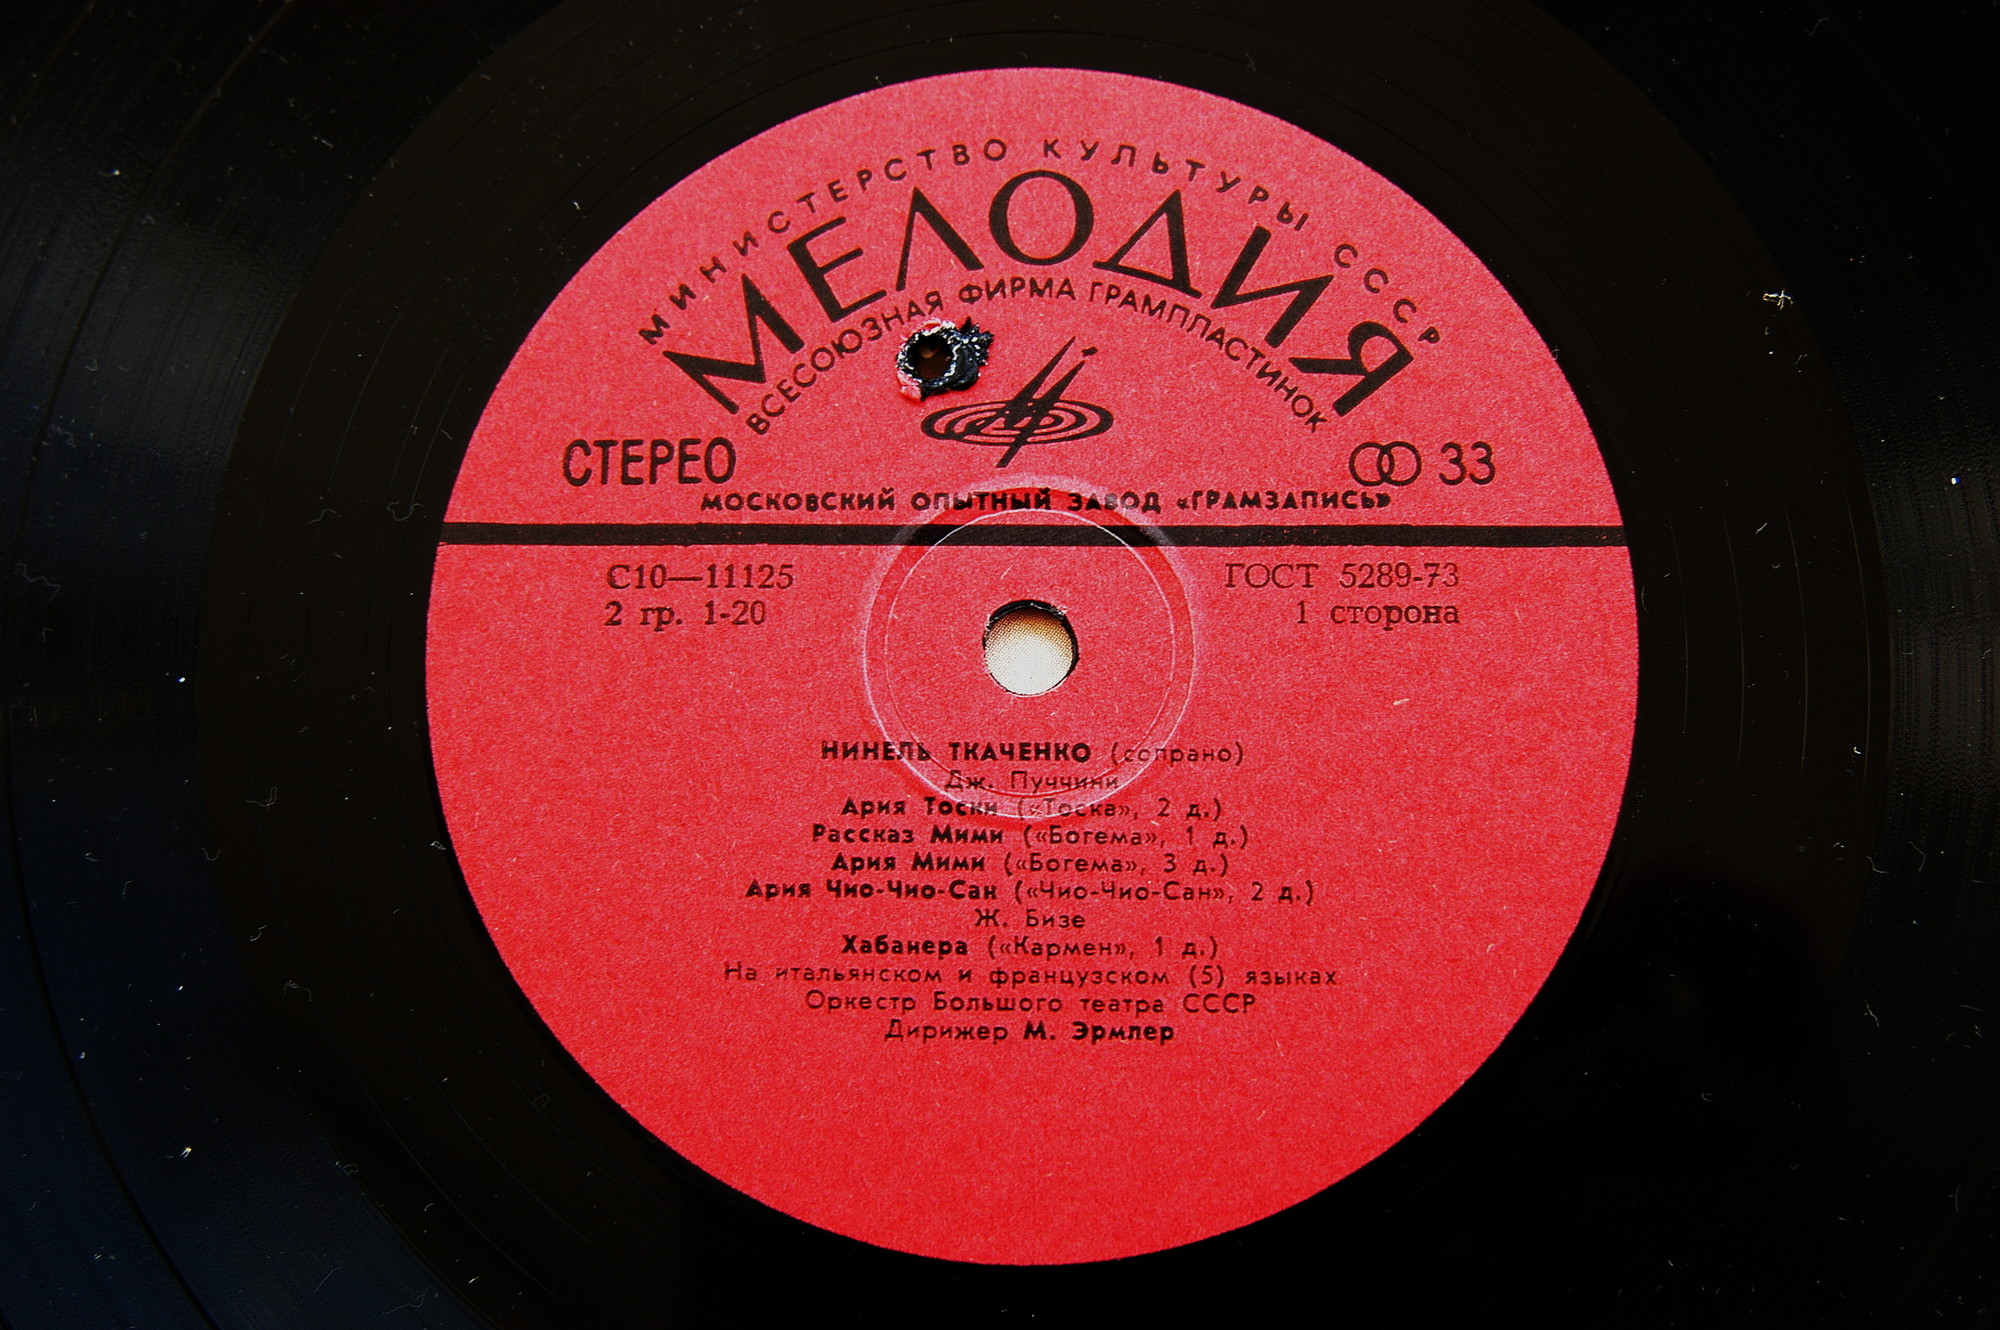 МИНИСТЕРСТВО КУЛЬТУРЫ СССР
МЕЛОДИЯ
ВСЕСОЮЗНАЯ ФИРМА ГРАМПЛАСТИНОК
СТЕРЕО
33
МОСКОВСКИЙ ОПЫТНЫЙ ЗАВОД «ГРАМЗАПИСЬ»
С10—11125
ГОСТ 5289-73
2 гр. 1-20
1 сторона
НИНЕЛЬ ТКАЧЕНКО (сопрано)
Дж. Пуччини
Ария Тоски («Тоска», 2 д.)
Рассказ Мими («Богема», 1 д.)
Ария Мими («Богема», 3 д.)
Ария Чио-Чио-Сан («Чио-Чио-Сан», 2 д.)
Ж. Бизе
Хабанера («Кармен», 1 д.)
На итальянском и французском (5) языках
Оркестр Большого театра СССР
Дирижер М. Эрмлер